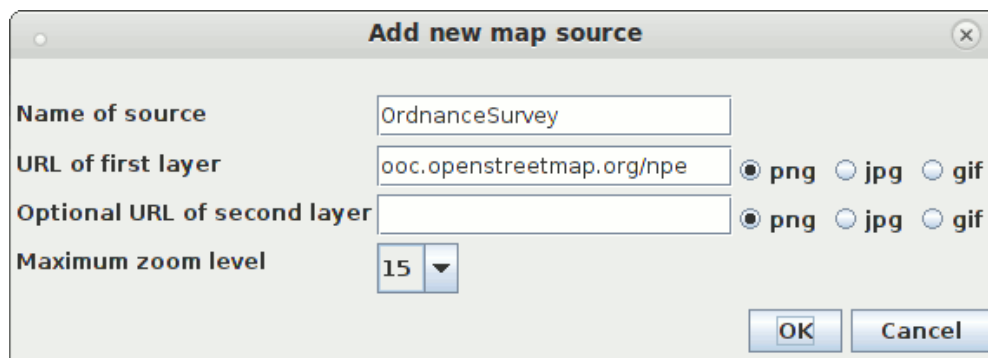 Add new map source
Name of source OrdnanceSurvey
URL of first layer ooc.openstreetmap.org/npe png jpg gif
Optional URL of second layer png jpg gif
Maximum zoom level 15
OK Cancel